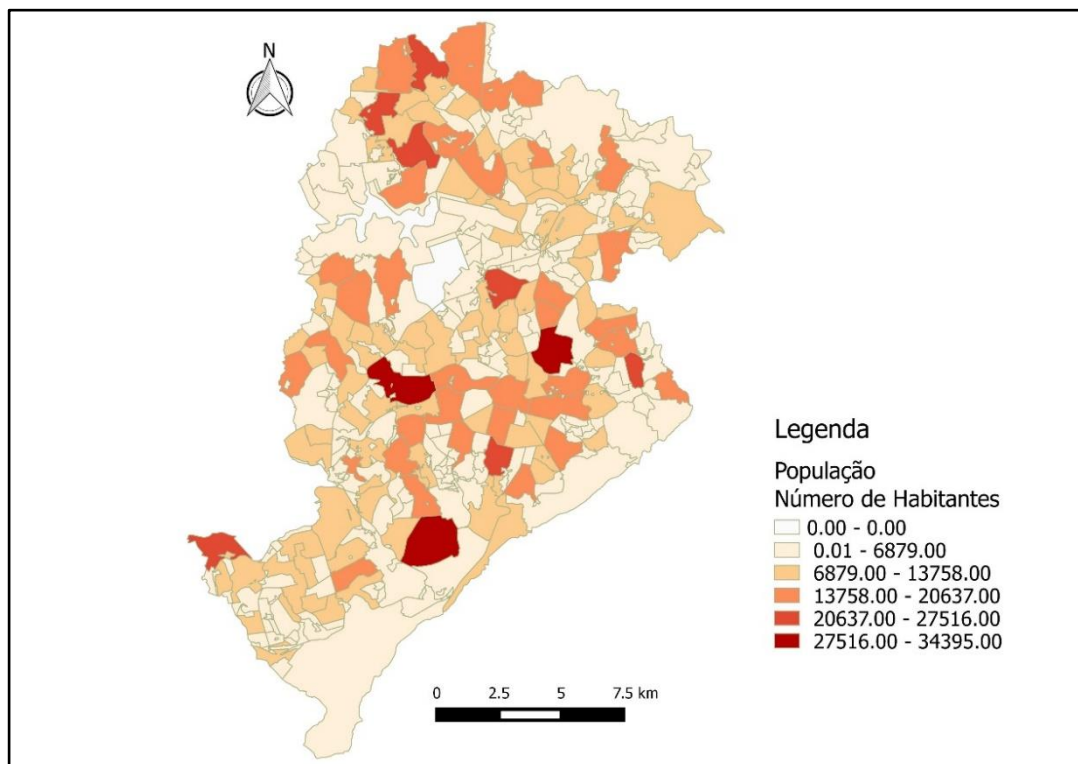 N
Legenda
População
Número de Habitantes
0.00 - 0.00
0.01 - 6879.00
6879.00 - 13758.00
13758.00 - 20637.00
20637.00 - 27516.00
27516.00 - 34395.00
0 2.5 5 7.5 km